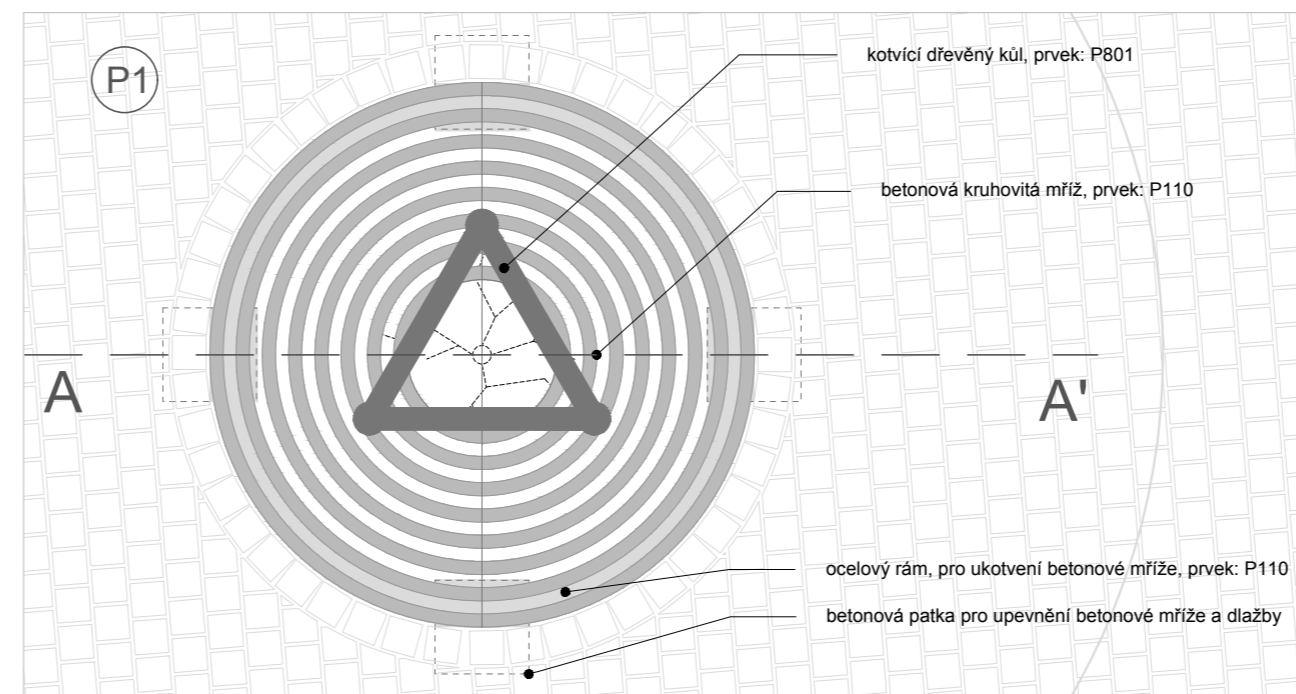 P1
kotvící dřevěný kůl, prvek: P801
betonová kruhovitá mříž, prvek: P110
A
A'
ocelový rám, pro ukotvení betonové mříže, prvek: P110
betonová patka pro upevnění betonové mříže a dlažby